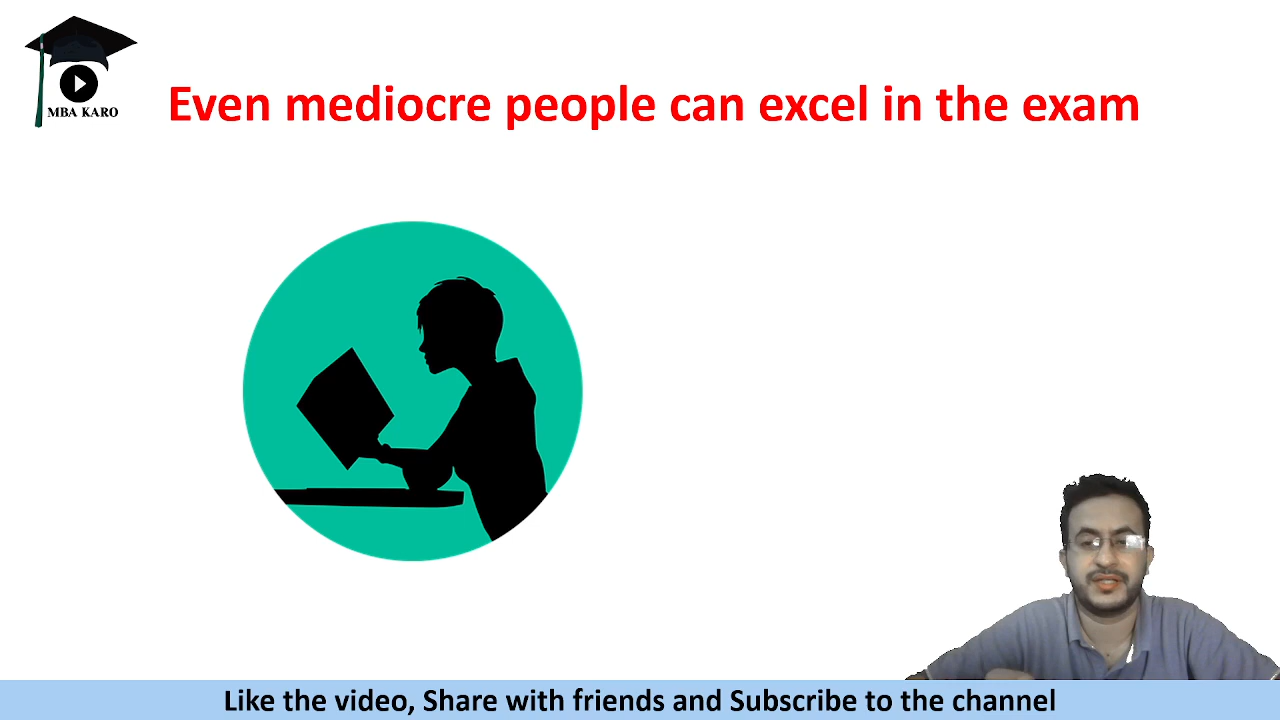 MBA KARO
Even mediocre people can excel in the exam
Like the video, Share with friends and Subscribe to the channel